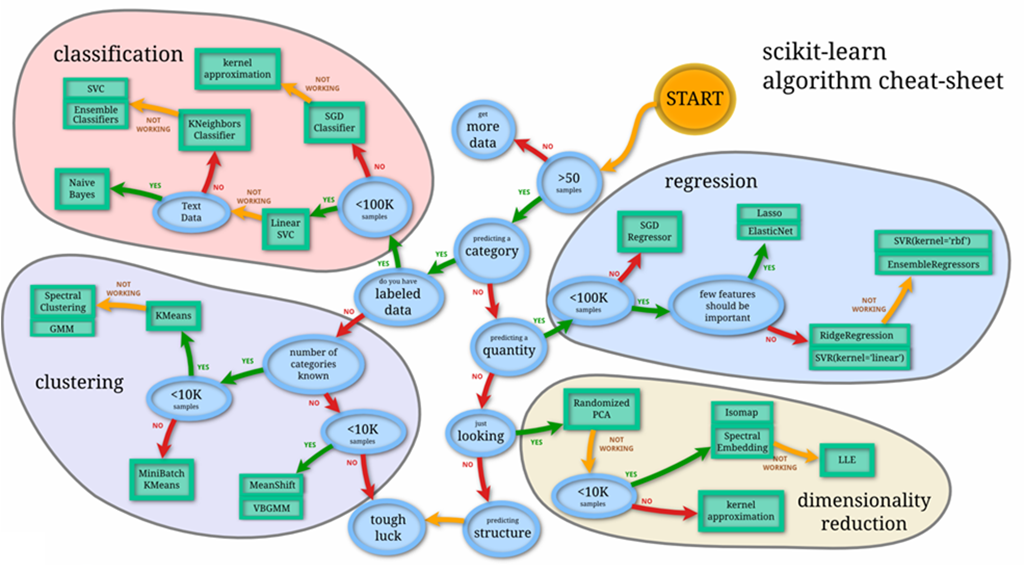 scikit-learn
algorithm cheat-sheet
START
classification
kernel
approximation
NOT
WORKING
SVC
Ensemble
Classifiers
NOT
WORKING
KNeighbors
Classifier
SGD
Classifier
NO
Naive
Bayes
YES
Text
Data
NO
NOT
WORKING
Linear
SVC
YES
<100K
samples
YES
get
more
data
NO
>50
samples
YES
predicting a
category
YES
NO
do you have
labeled
data
NO
predicting a
quantity
YES
NO
just
looking
YES
NO
predicting
structure
tough
luck
regression
SGD
Regressor
NO
<100K
samples
YES
Lasso
ElasticNet
YES
few features
should be
important
NO
SVR(kernel='rbf')
EnsembleRegressors
NOT
WORKING
RidgeRegression
SVR(kernel='linear')
clustering
Spectral
Clustering
GMM
NOT
WORKING
KMeans
YES
<10K
samples
NO
MiniBatch
KMeans
YES
number of
categories
known
NO
<10K
samples
YES
NO
MeanShift
VBGMM
dimensionality
reduction
Randomized
PCA
NOT
WORKING
<10K
samples
YES
NO
Isomap
Spectral
Embedding
NOT
WORKING
LLE
kernel
approximation